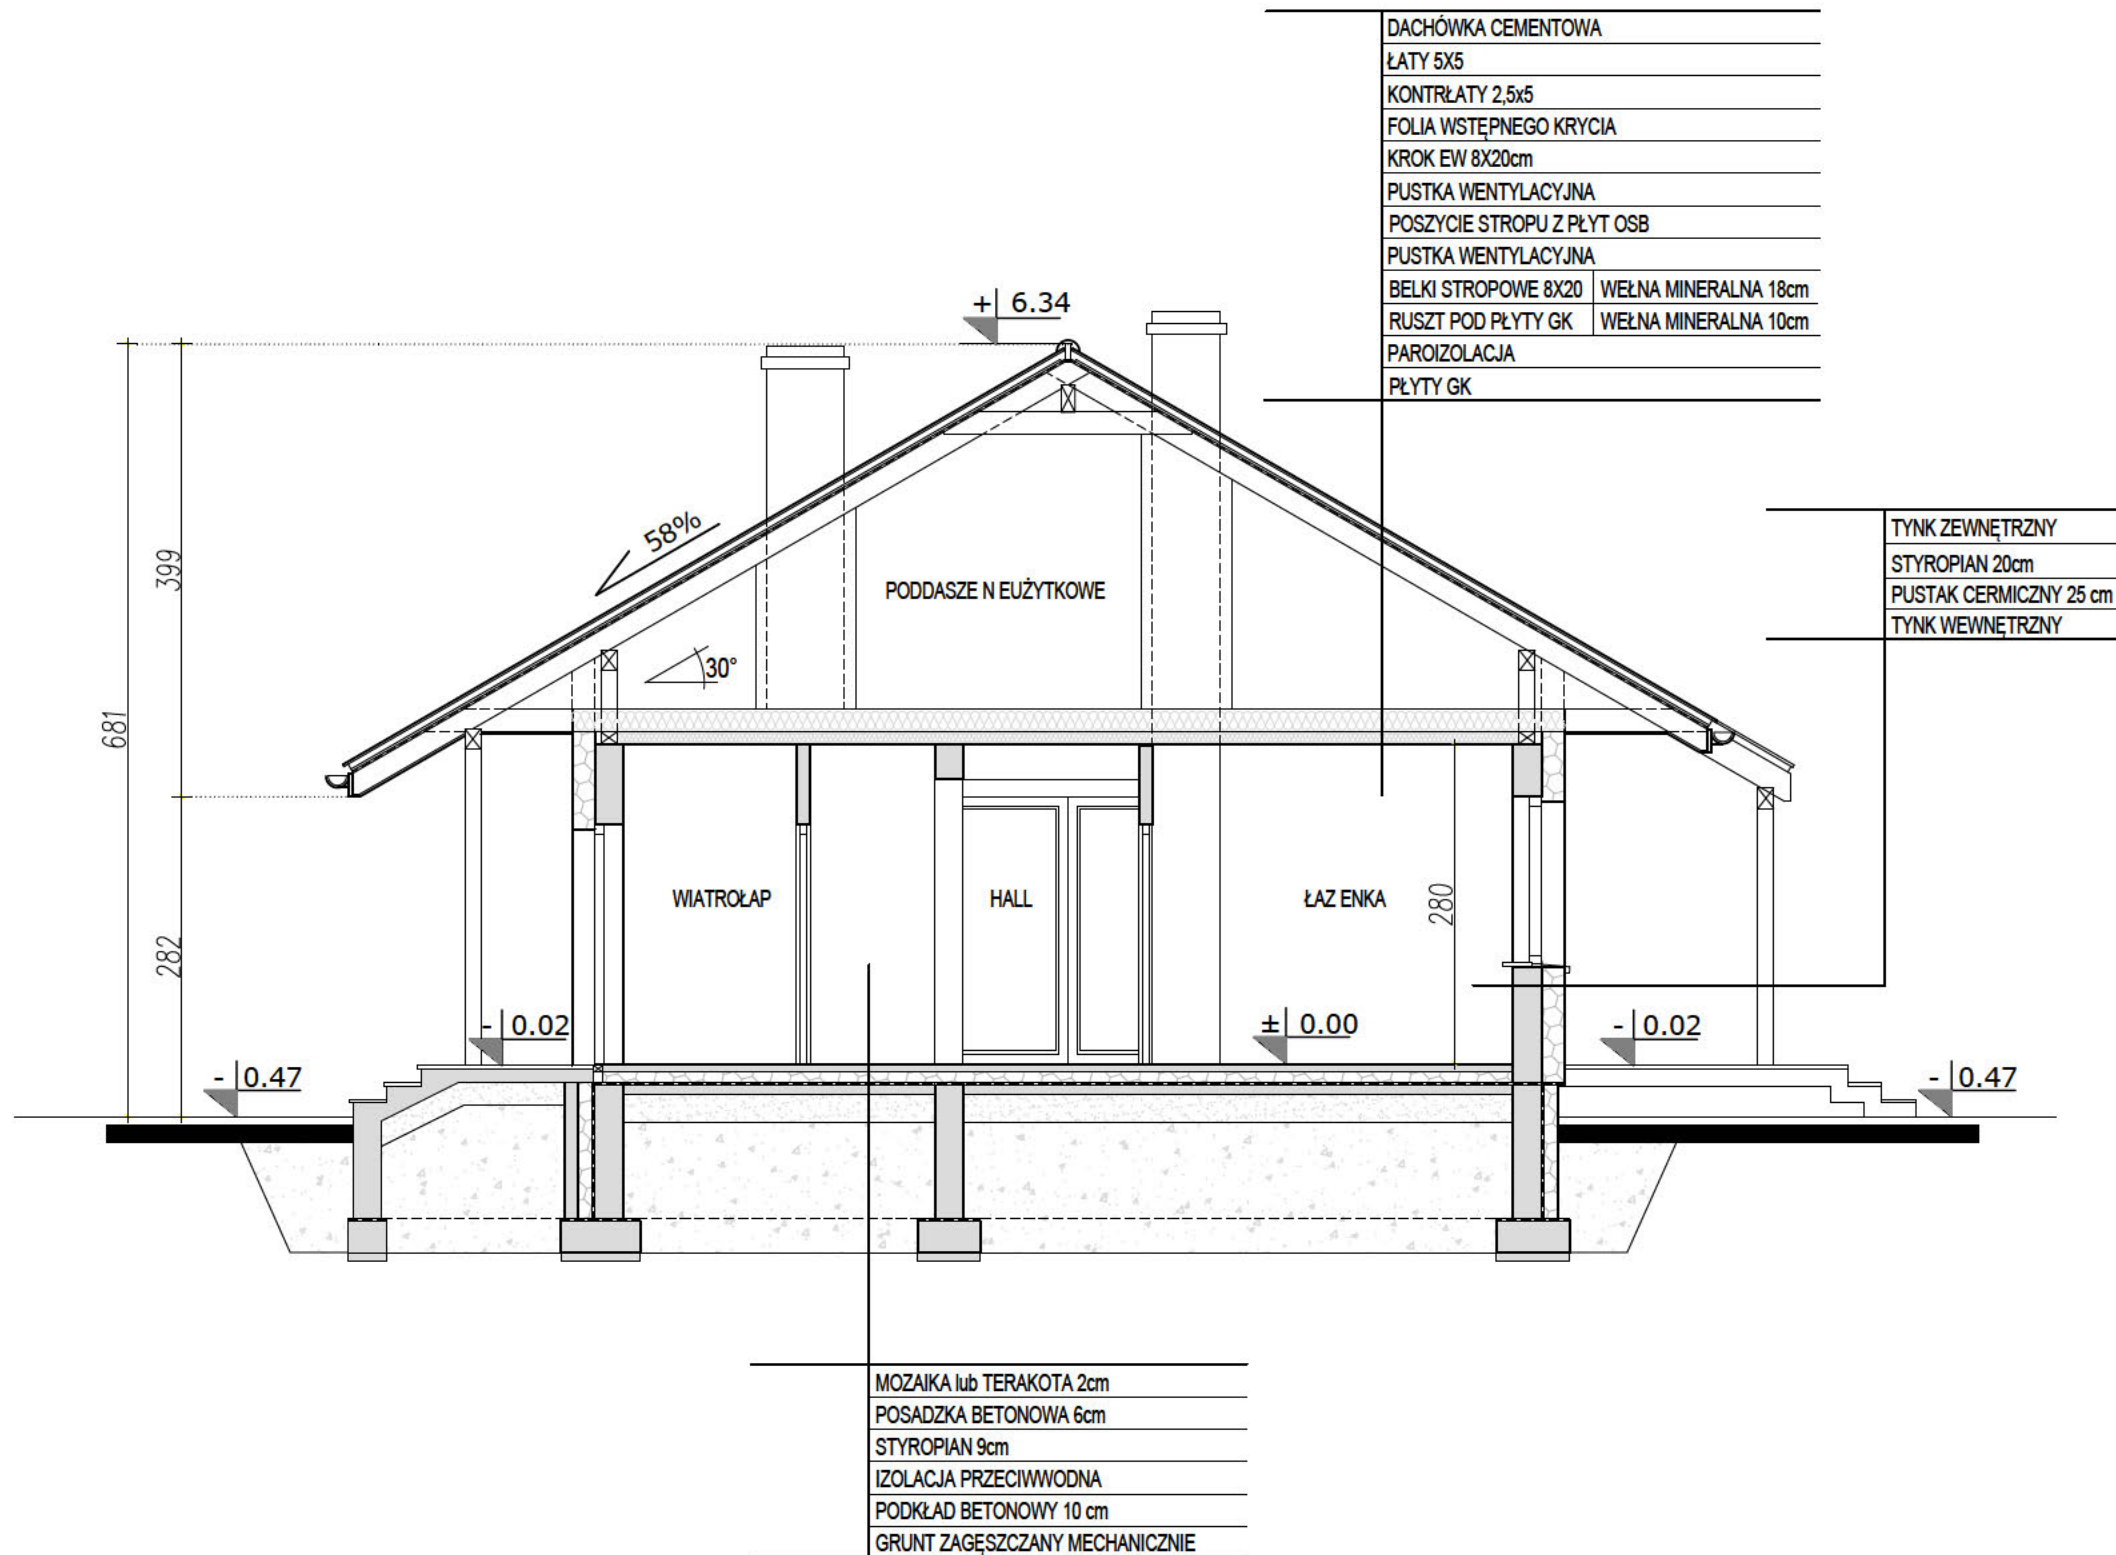 DACHÓWKA CEMENTOWA
ŁATY 5X5
KONTRŁATY 2,5x5
FOLIA WSTĘPNEGO KRYCIA
KROK EW 8X20cm
PUSTKA WENTYLACYJNA
POSZYCIE STROPU Z PŁYT OSB
PUSTKA WENTYLACYJNA
BELKI STROPOWE 8X20 WEŁNA MINERALNA 18cm
RUSZT POD PŁYTY GK WEŁNA MINERALNA 10cm
PAROIZOLACJA
PŁYTY GK
+ 6.34
TYNK ZEWNĘTRZNY
STYROPIAN 20cm
PUSTAK CERMICZNY 25 cm
TYNK WEWNĘTRZNY
58%
399
PODDASZE N EUŻYTKOWE
30°
681
WIATROŁAP
HALL
ŁAZ ENKA
280
282
- 0.02
± 0.00
- 0.02
- 0.47
- 0.47
MOZAIKA lub TERAKOTA 2cm
POSADZKA BETONOWA 6cm
STYROPIAN 9cm
IZOLACJA PRZECIWWODNA
PODKŁAD BETONOWY 10 cm
GRUNT ZAGĘSZCZANY MECHANICZNIE